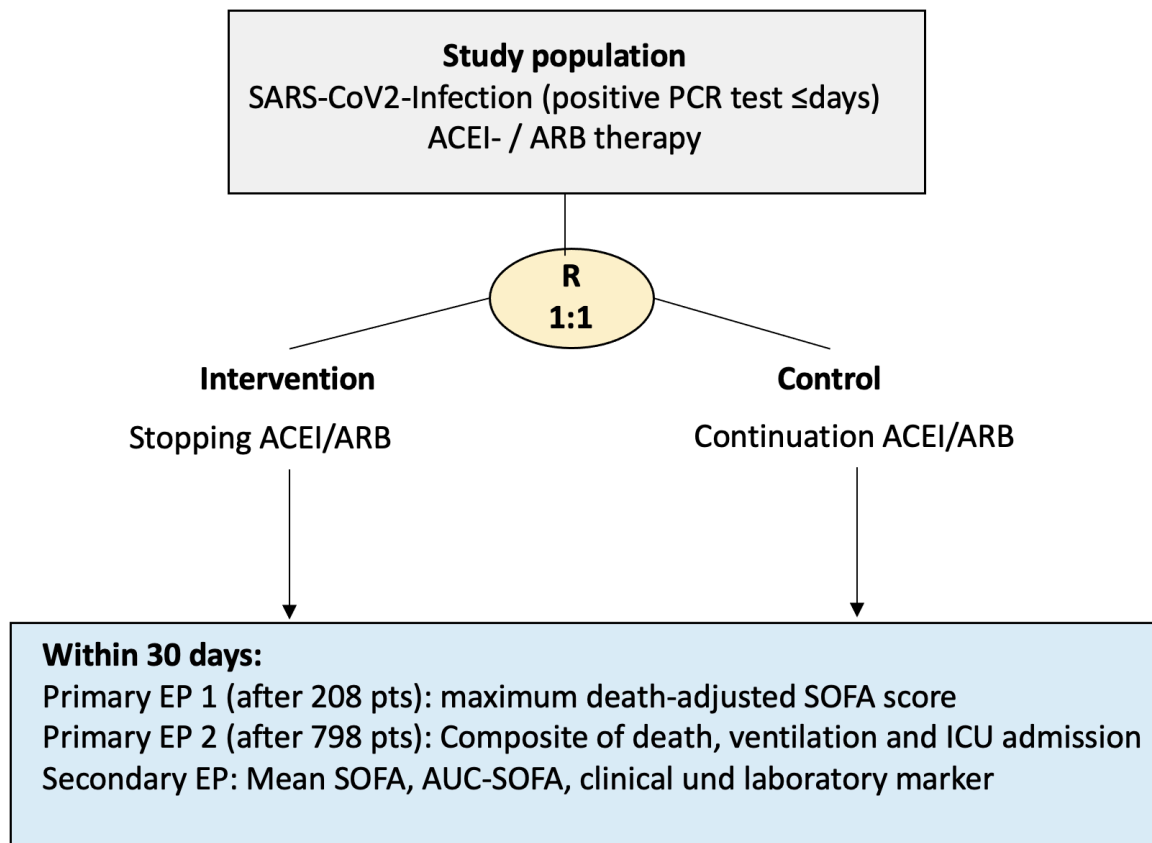 Study population
SARS-CoV2-Infection (positive PCR test ≤days)
ACEI- / ARB therapy
R
1:1
Intervention
Stopping ACEI/ARB
Control
Continuation ACEI/ARB
Within 30 days:
Primary EP 1 (after 208 pts): maximum death-adjusted SOFA score
Primary EP 2 (after 798 pts): Composite of death, ventilation and ICU admission
Secondary EP: Mean SOFA, AUC-SOFA, clinical und laboratory marker